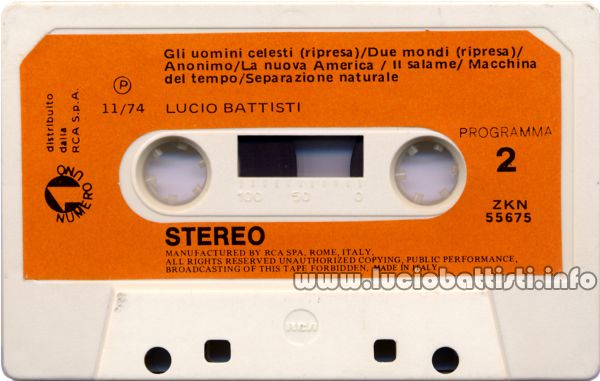 Gli uomini celesti (ripresa)/Due mondi (ripresa)/
Anonimo/La nuova America / Il salame/ Macchina
del tempo/Separazione naturale
P
11/74 LUCIO BATTISTI
distribuito
dalla
RCA S.p.A.
NUMERO UNO
PROGRAMMA
2
ZKN
55675
100 50 0
STEREO
MANUFACTURED BY RCA SPA, ROME, ITALY,
ALL RIGHTS RESERVED UNAUTHORIZED COPYING, PUBLIC PERFORMANCE,
BROADCASTING OF THIS TAPE FORBIDDEN, MADE IN ITALY
www.luciobattisti.info
RCA